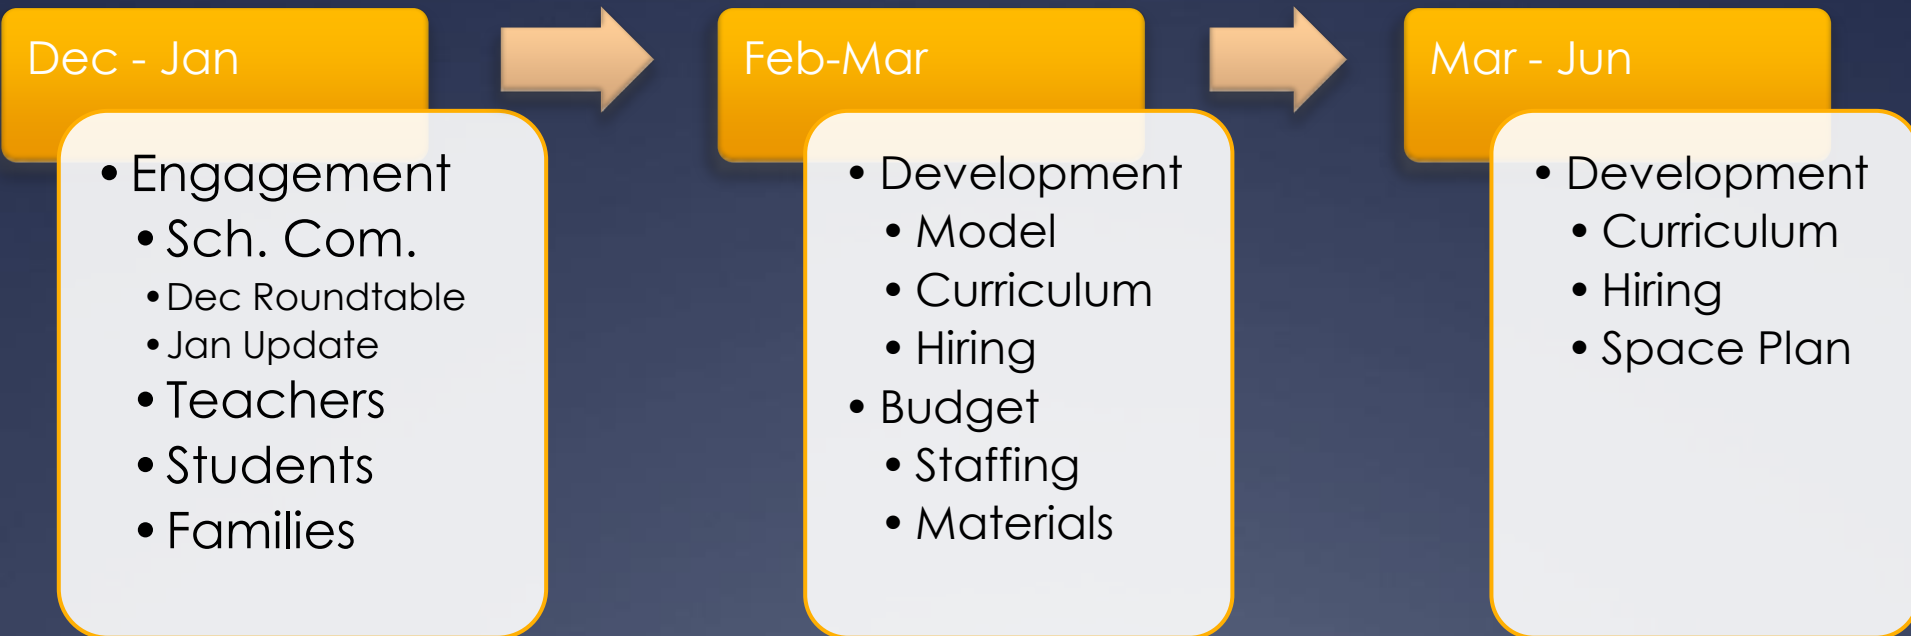 Dec - Jan
• Engagement
• Sch. Com.
• Dec Roundtable
• Jan Update
• Teachers
• Students
• Families
Feb-Mar
• Development
• Model
• Curriculum
• Hiring
• Budget
• Staffing
• Materials
Mar - Jun
• Development
• Curriculum
• Hiring
• Space Plan